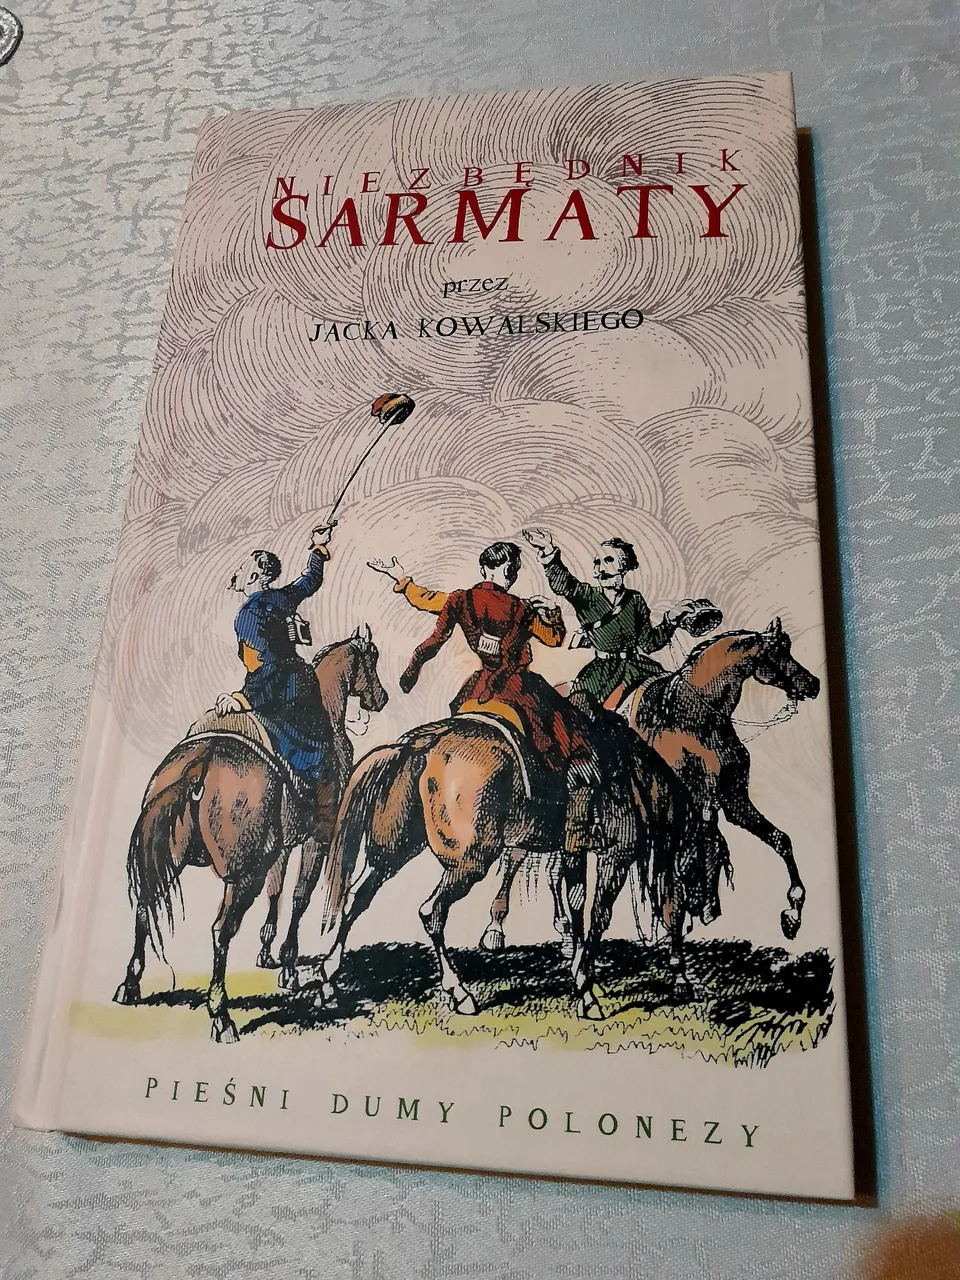 NIEZBĘDNIK
SARMATY
przez
JACKA KOWALSKIEGO
PIEŚNI DUMY POLONEZY